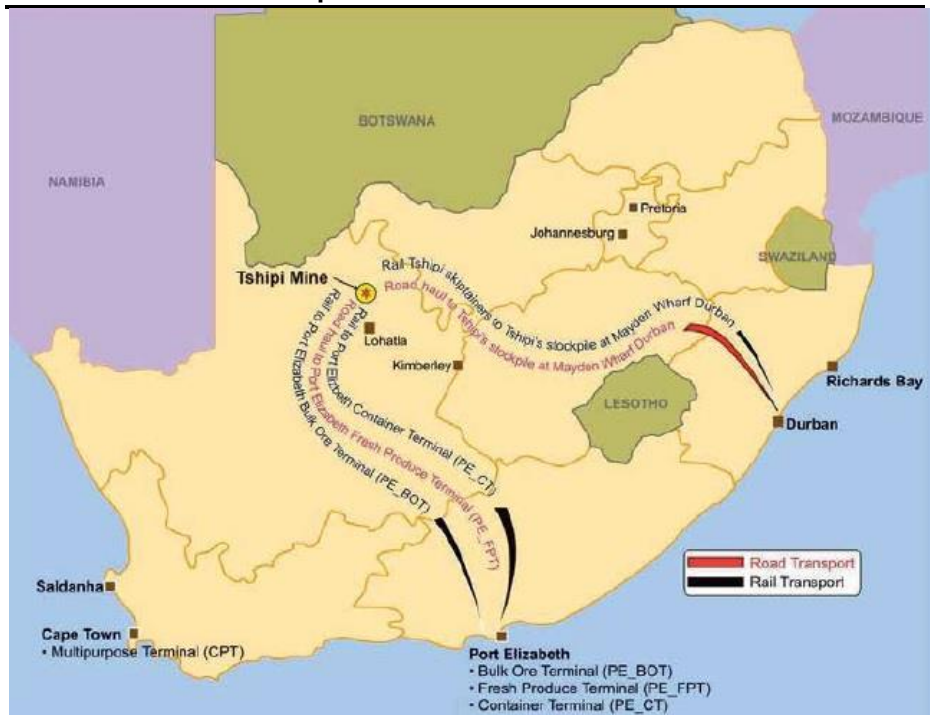 BOTSWANA
MOZAMBIQUE
NAMIBIA
Pretoria
Johannesburg
SWAZILAND
Tshipi Mine
Rail Tshipi skiptainers to Tshipi's stockpile at Mayden Wharf Durban
Road haul to Tship's stockpile at Mayden Wharf Durban
Lohatla
Kimberley
Rail to Port Elizbeth Container Terminal (PE_CT)
Road haul to Port Elizabeth Fresh Produce Terminal (PE_FPT)
Rail to Port Elizabeth Bulk Ore Terminal (PE_BOT)
Richards Bay
LESOTHO
Durban
Road Transport
Rail Transport
Saldanha
Cape Town
• Multipurpose Terminal (CPT)
Port Elizabeth
• Bulk Ore Terminal (PE_BOT)
• Fresh Produce Terminal (PE_FPT)
• Container Terminal (PE_CT)